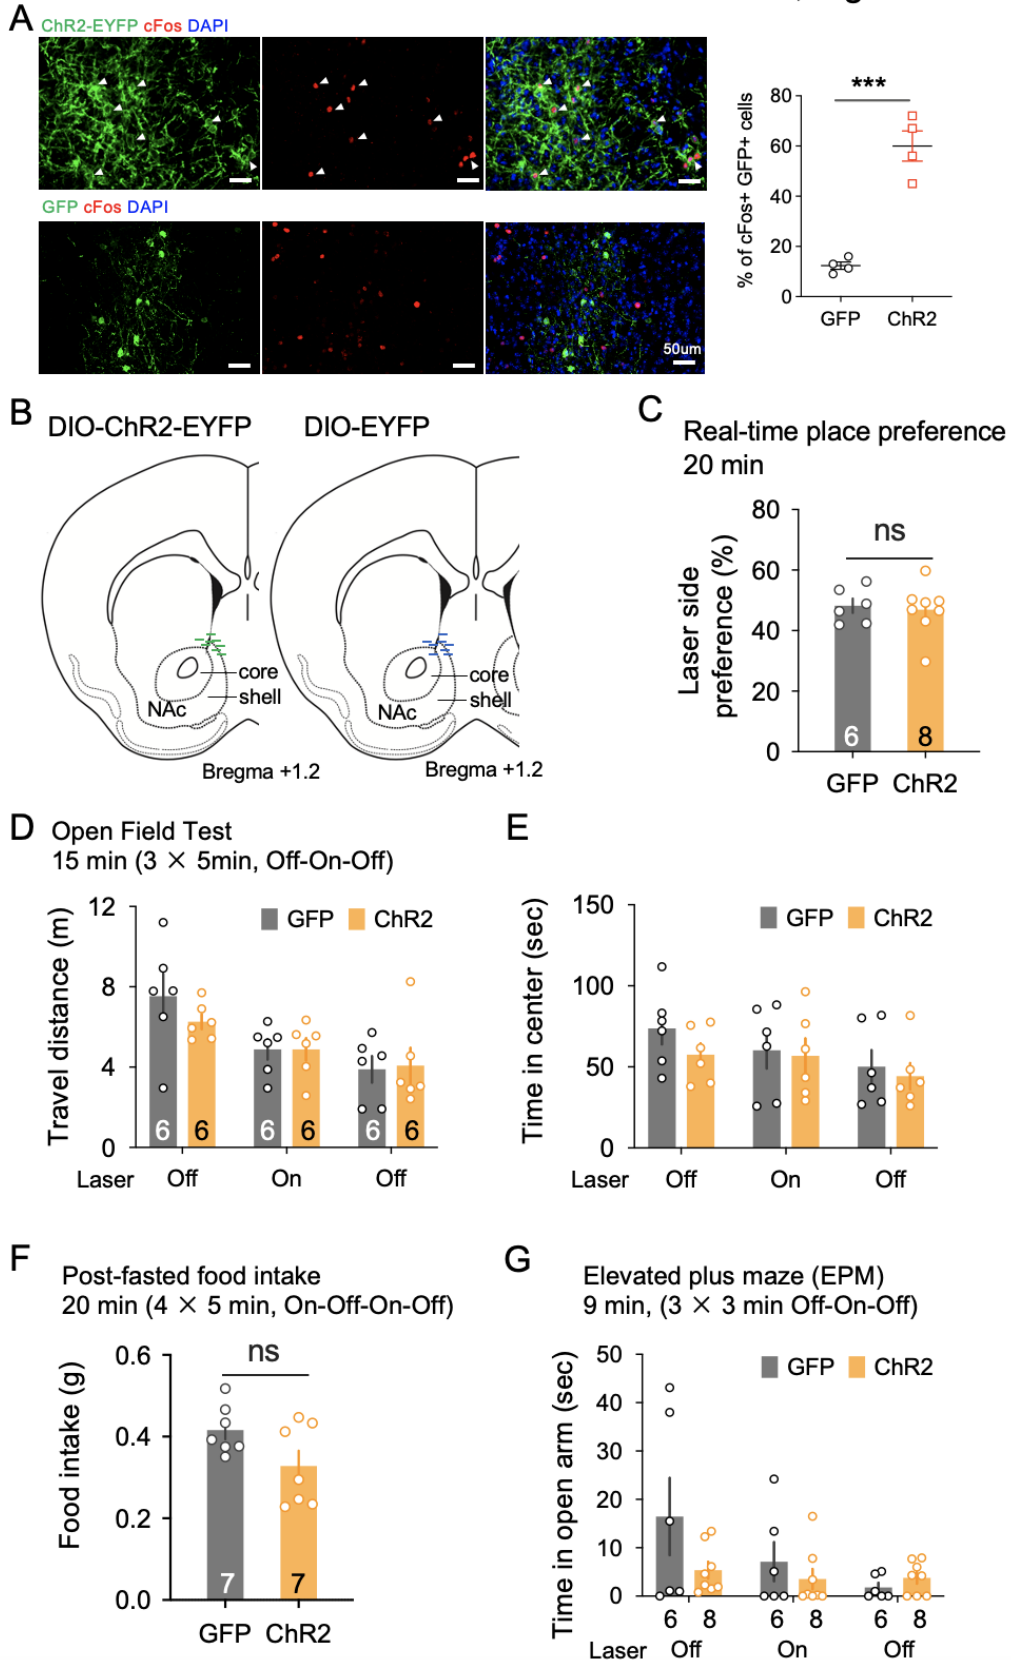 A
ChR2-EYFP cFos DAPI
GFP cFos DAPI
50um
***
% of cFos+ GFP+ cells
80
60
40
20
0
GFP ChR2
B
DIO-ChR2-EYFP DIO-EYFP
core
shell
NAc
Bregma +1.2
core
shell
NAc
Bregma +1.2
C
Real-time place preference
20 min
Laser side
preference (%)
80
60
40
20
0
ns
6 8
GFP ChR2
D
Open Field Test
15 min (3 × 5min, Off-On-Off)
Travel distance (m)
12
8
4
0
GFP ChR2
6 6 6 6 6 6
Laser Off On Off
E
Time in center (sec)
150
100
50
0
GFP ChR2
Laser Off On Off
F
Post-fasted food intake
20 min (4 × 5 min, On-Off-On-Off)
Food intake (g)
0.6
0.4
0.2
0.0
ns
7 7
GFP ChR2
G
Elevated plus maze (EPM)
9 min, (3 × 3 min Off-On-Off)
Time in open arm (sec)
50
40
30
20
10
0
GFP ChR2
6 8 6 8 6 8
Laser Off On Off